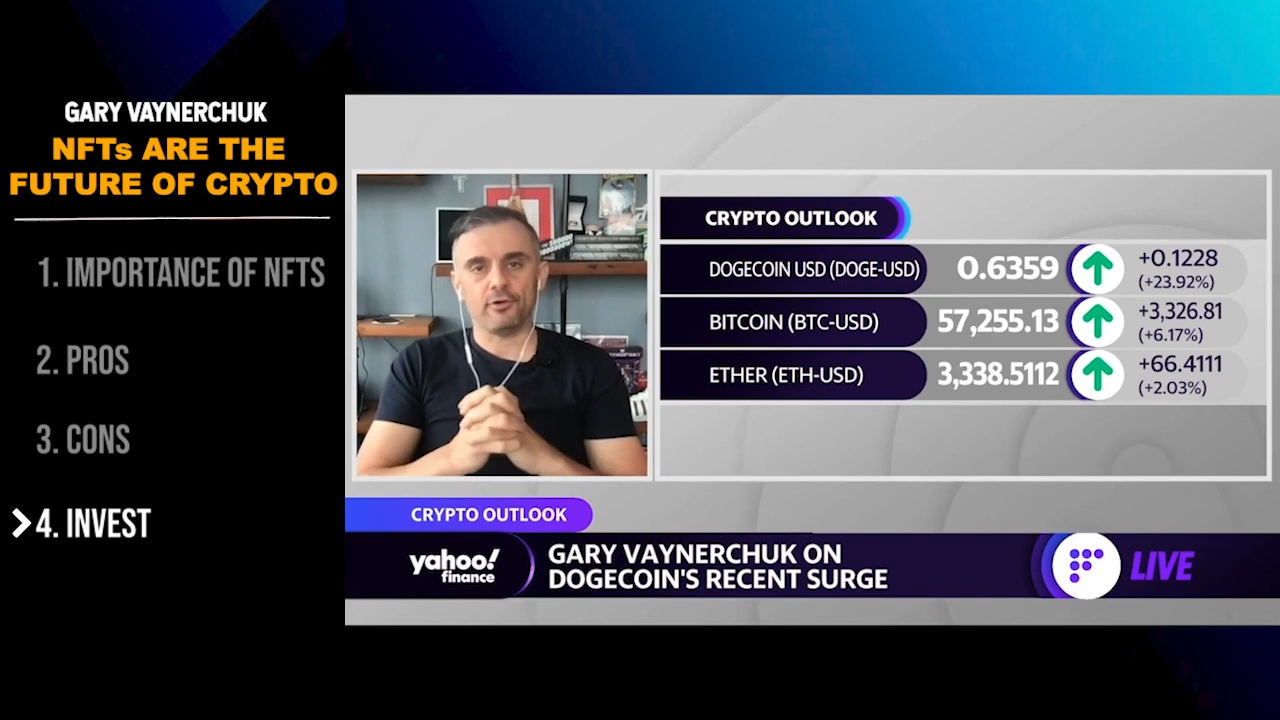 GARY VAYNERCHUK
NFTs ARE THE
FUTURE OF CRYPTO
1. IMPORTANCE OF NFTS
2. PROS
3. CONS
4. INVEST
CRYPTO OUTLOOK
DOGECOIN USD (DOGE-USD) 0.6359 +0.1228 (+23.92%)
BITCOIN (BTC-USD) 57,255.13 +3,326.81 (+6.17%)
ETHER (ETH-USD) 3,338.5112 +66.4111 (+2.03%)
CRYPTO OUTLOOK
yahoo!
finance
GARY VAYNERCHUK ON
DOGECOIN'S RECENT SURGE
LIVE